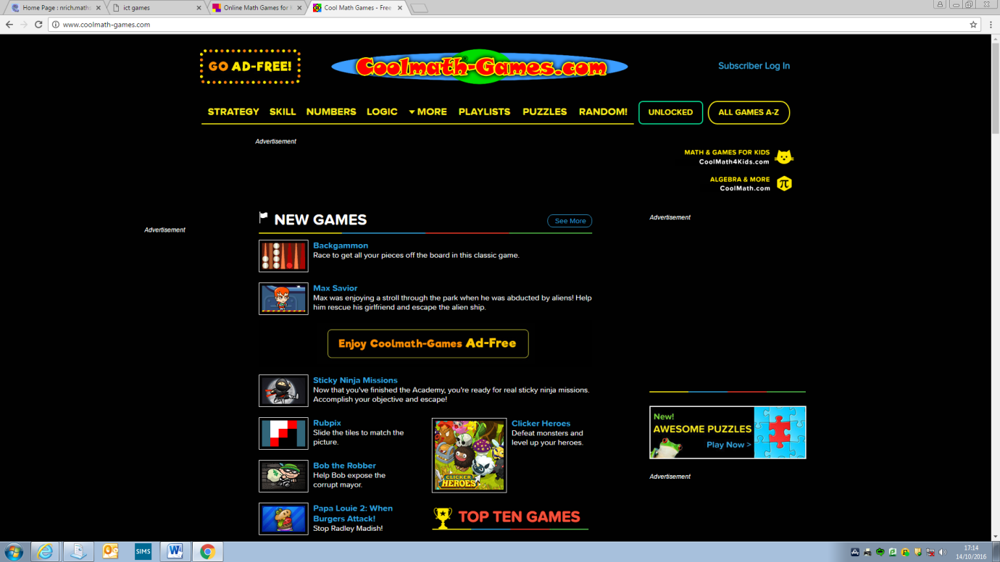 Home Page : nrich.maths
ict games
Online Math Games for K
Cool Math Games - Free
www.coolmath-games.com
GO AD-FREE!
Coolmath-Games.com
Subscriber Log In
STRATEGY SKILL NUMBERS LOGIC MORE PLAYLISTS PUZZLES RANDOM! UNLOCKED ALL GAMES A-Z
Advertisement
MATH & GAMES FOR KIDS
CoolMath4Kids.com
ALGEBRA & MORE
CoolMath.com
NEW GAMES
See More
Advertisement
Advertisement
Backgammon
Race to get all your pieces off the board in this classic game.
Max Savior
Max was enjoying a stroll through the park when he was abducted by aliens! Help
him rescue his girlfriend and escape the alien ship.
Enjoy Coolmath-Games Ad-Free
Sticky Ninja Missions
Now that you've finished the Academy, you're ready for real sticky ninja missions.
Accomplish your objective and escape!
Rubpix
Slide the tiles to match the
picture.
Bob the Robber
Help Bob expose the
corrupt mayor.
Papa Louie 2: When
Burgers Attack!
Stop Radley Madish!
CLICKER
HEROES
Clicker Heroes
Defeat monsters and
level up your heroes.
TOP TEN GAMES
New!
AWESOME PUZZLES
Play Now >
Advertisement
SIMS
17:14
14/10/2016